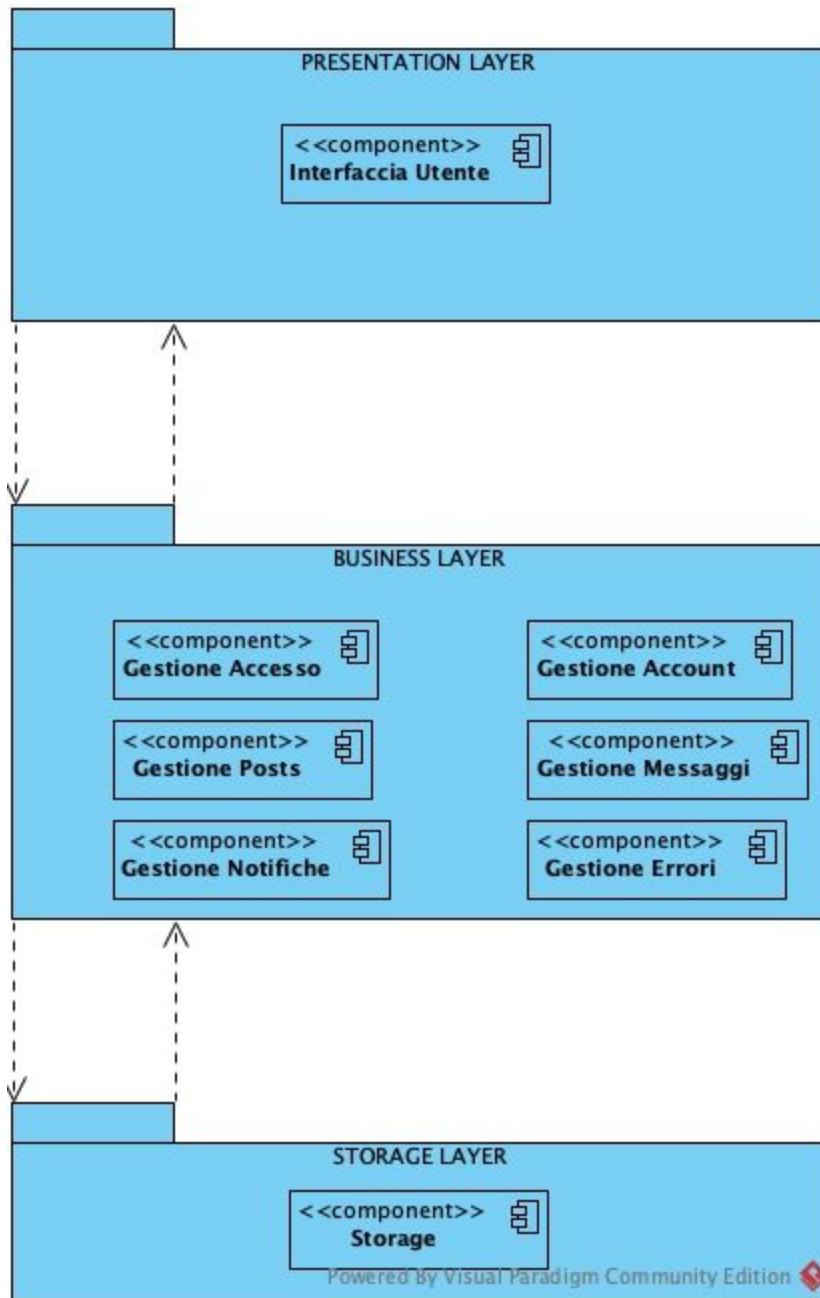 PRESENTATION LAYER
<<component>>
Interfaccia Utente
BUSINESS LAYER
<<component>>
Gestione Accesso
<<component>>
Gestione Account
<<component>>
Gestione Posts
<<component>>
Gestione Messaggi
<<component>>
Gestione Notifiche
<<component>>
Gestione Errori
STORAGE LAYER
<<component>>
Storage
Powered By Visual Paradigm Community Edition